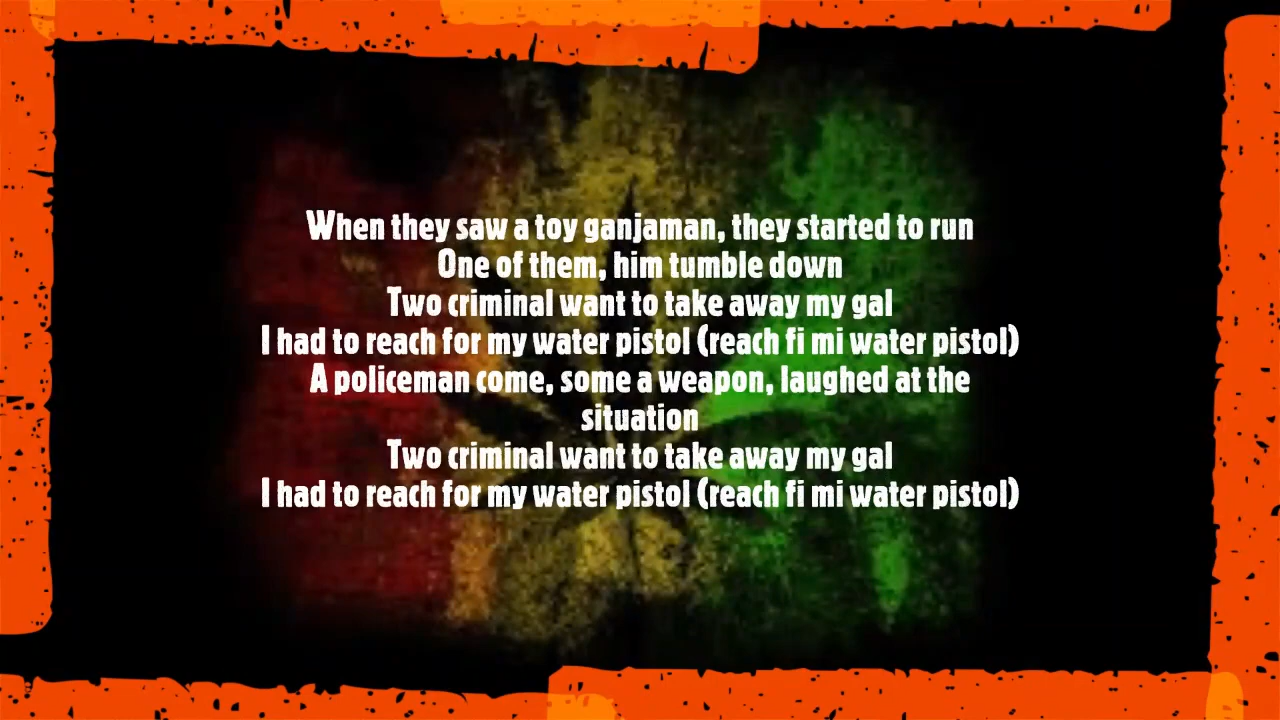 When they saw a toy ganjaman, they started to run
One of them, him tumble down
Two criminal want to take away my gal
I had to reach for my water pistol (reach fi mi water pistol)
A policeman come, some a weapon, laughed at the
situation
Two criminal want to take away my gal
I had to reach for my water pistol (reach fi mi water pistol)